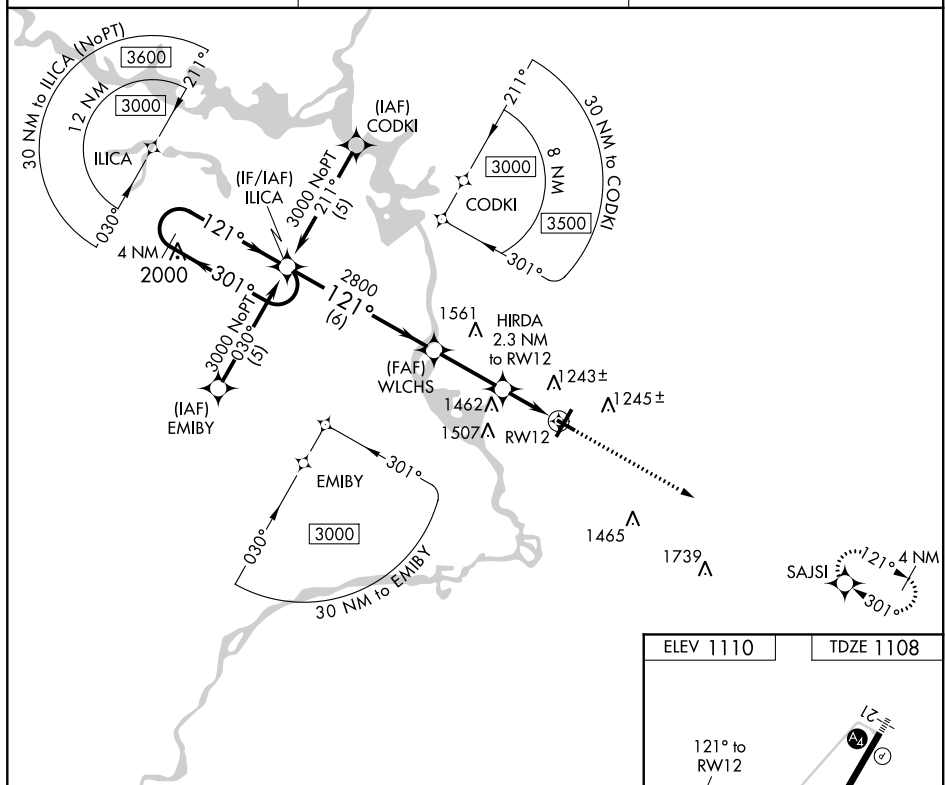 30 NM to ILICA (NoPT)
3600
211°
12 NM
3000
ILICA
030°
(IAF)
CODKI
211°
30 NM to CODKI
3000
8 NM
CODKI
3500
301°
(IF/IAF)
ILICA
3000 NoPT
211°
(5)
121°
4 NM
2000
301°
2800
121°
(6)
3000 NoPT
030°
(5)
(IAF)
EMIBY
1561
HIRDA
2.3 NM
to RW12
(FAF)
WLCHS
1243±
1245±
1462
1507
RW12
301°
EMIBY
030°
3000
30 NM to EMIBY
1465
1739
SAJSI
121°
4 NM
301°
ELEV 1110
TDZE 1108
21
A4
P
121° to
RW12